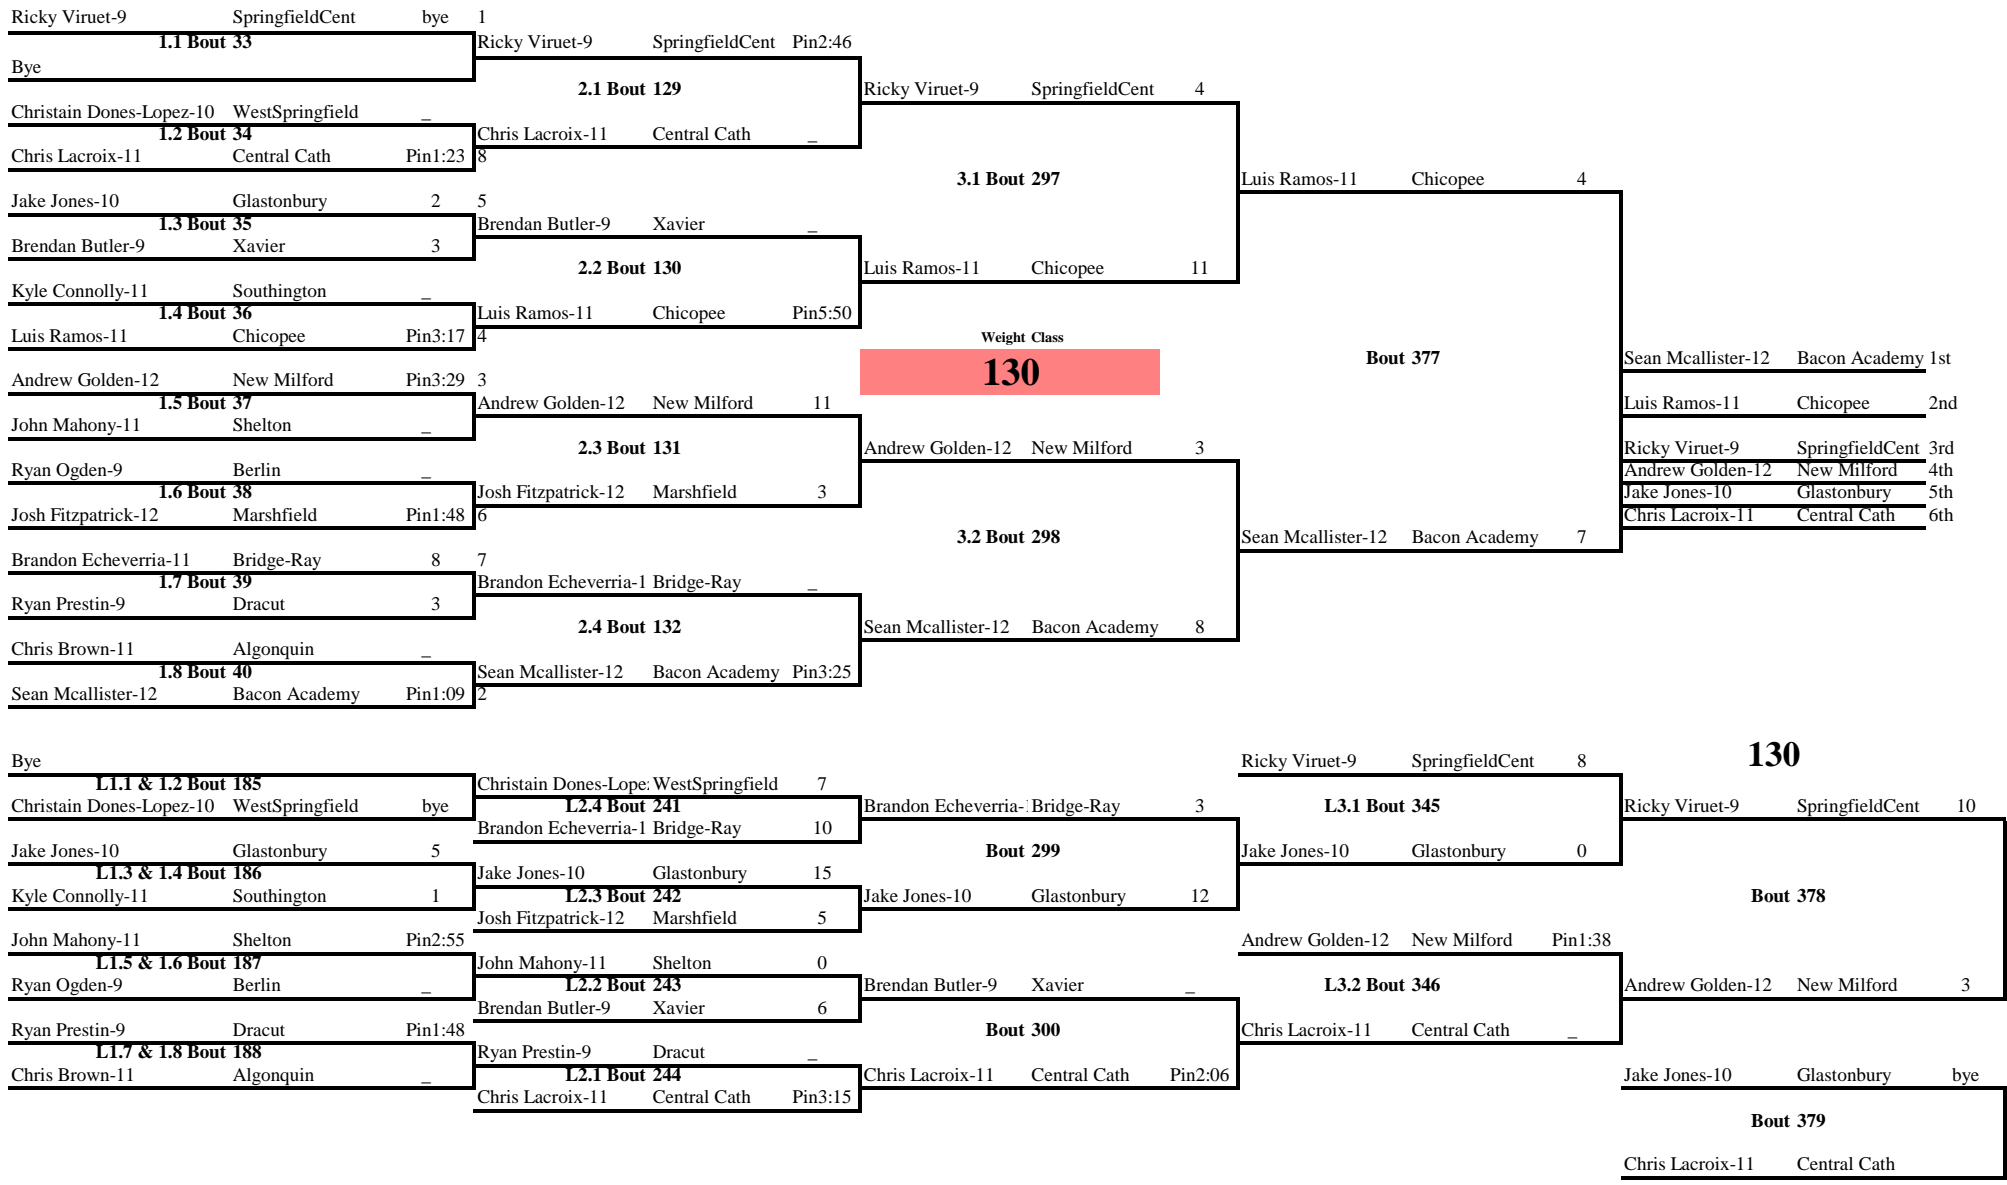 Ricky Viruet-9 SpringfieldCent bye 1
1.1 Bout 33
Bye
Christain Dones-Lopez-10 WestSpringfield _
1.2 Bout 34
Chris Lacroix-11 Central Cath Pin1:23 8
Jake Jones-10 Glastonbury 2 5
1.3 Bout 35
Brendan Butler-9 Xavier 3
Kyle Connolly-11 Southington _
1.4 Bout 36
Luis Ramos-11 Chicopee Pin3:17 4
Andrew Golden-12 New Milford Pin3:29 3
1.5 Bout 37
John Mahony-11 Shelton _
Ryan Ogden-9 Berlin _
1.6 Bout 38
Josh Fitzpatrick-12 Marshfield Pin1:48 6
Brandon Echeverria-11 Bridge-Ray 8 7
1.7 Bout 39
Ryan Prestin-9 Dracut 3
Chris Brown-11 Algonquin _
1.8 Bout 40
Sean Mcallister-12 Bacon Academy Pin1:09 2
Ricky Viruet-9 SpringfieldCent Pin2:46
2.1 Bout 129
Chris Lacroix-11 Central Cath _
Brendan Butler-9 Xavier _
2.2 Bout 130
Luis Ramos-11 Chicopee Pin5:50
Andrew Golden-12 New Milford 11
2.3 Bout 131
Josh Fitzpatrick-12 Marshfield 3
Brandon Echeverria-1 Bridge-Ray _
2.4 Bout 132
Sean Mcallister-12 Bacon Academy Pin3:25
Ricky Viruet-9 SpringfieldCent 4
3.1 Bout 297
Luis Ramos-11 Chicopee 11
Weight Class
130
Andrew Golden-12 New Milford 3
3.2 Bout 298
Sean Mcallister-12 Bacon Academy 8
Luis Ramos-11 Chicopee 4
Bout 377
Sean Mcallister-12 Bacon Academy 7
Sean Mcallister-12 Bacon Academy 1st
Luis Ramos-11 Chicopee 2nd
Ricky Viruet-9 SpringfieldCent 3rd
Andrew Golden-12 New Milford 4th
Jake Jones-10 Glastonbury 5th
Chris Lacroix-11 Central Cath 6th
Bye
L1.1 & 1.2 Bout 185
Christain Dones-Lopez-10 WestSpringfield bye
Jake Jones-10 Glastonbury 5
L1.3 & 1.4 Bout 186
Kyle Connolly-11 Southington 1
John Mahony-11 Shelton Pin2:55
L1.5 & 1.6 Bout 187
Ryan Ogden-9 Berlin _
Ryan Prestin-9 Dracut Pin1:48
L1.7 & 1.8 Bout 188
Chris Brown-11 Algonquin _
Christain Dones-Lope WestSpringfield 7
L2.4 Bout 241
Brandon Echeverria-1 Bridge-Ray 10
Jake Jones-10 Glastonbury 15
L2.3 Bout 242
Josh Fitzpatrick-12 Marshfield 5
John Mahony-11 Shelton 0
L2.2 Bout 243
Brendan Butler-9 Xavier 6
Ryan Prestin-9 Dracut _
L2.1 Bout 244
Chris Lacroix-11 Central Cath Pin3:15
Brandon Echeverria- Bridge-Ray 3
Bout 299
Jake Jones-10 Glastonbury 12
Brendan Butler-9 Xavier _
Bout 300
Chris Lacroix-11 Central Cath Pin2:06
Ricky Viruet-9 SpringfieldCent 8
L3.1 Bout 345
Jake Jones-10 Glastonbury 0
Andrew Golden-12 New Milford Pin1:38
L3.2 Bout 346
Chris Lacroix-11 Central Cath _
130
Ricky Viruet-9 SpringfieldCent 10
Bout 378
Andrew Golden-12 New Milford 3
Jake Jones-10 Glastonbury bye
Bout 379
Chris Lacroix-11 Central Cath